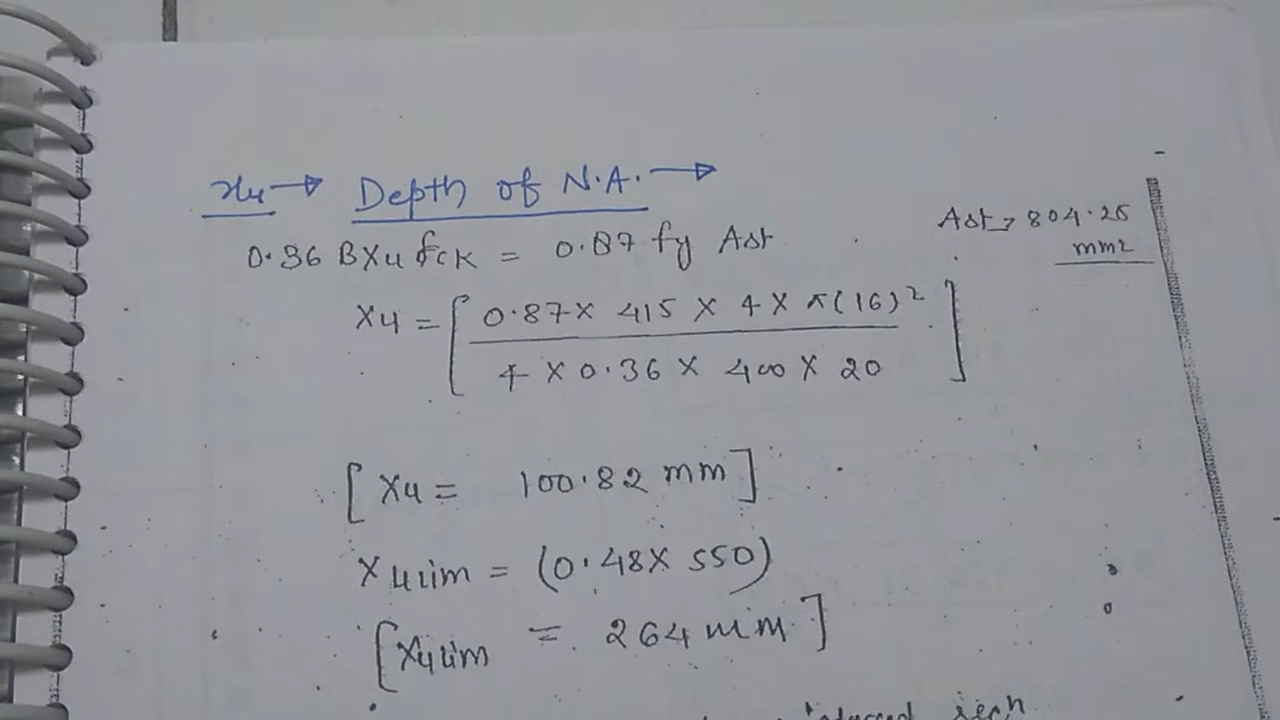 xu → Depth of N.A. →
0.36 B Xu fck = 0.87 fy Ast
Ast → 804.25 mm2
Xu = [ 0.87 × 415 × 4 × π(16)²
4 × 0.36 × 400 × 20 ]
[ Xu = 100.82 mm ]
Xulim = (0.48 × 550)
[ Xulim = 264 mm ]